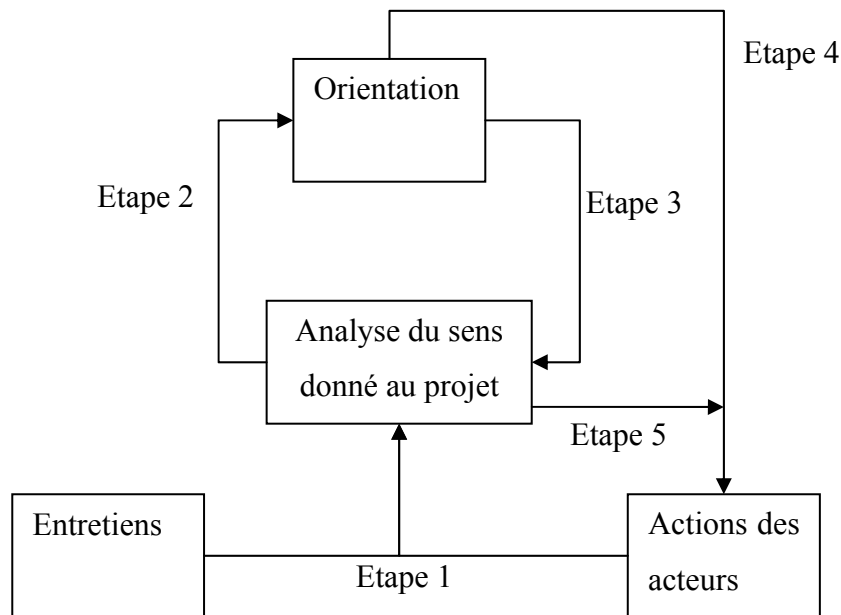 Orientation
Etape 4
Etape 2
Etape 3
Analyse du sens
donné au projet
Etape 5
Entretiens
Actions des
acteurs
Etape 1